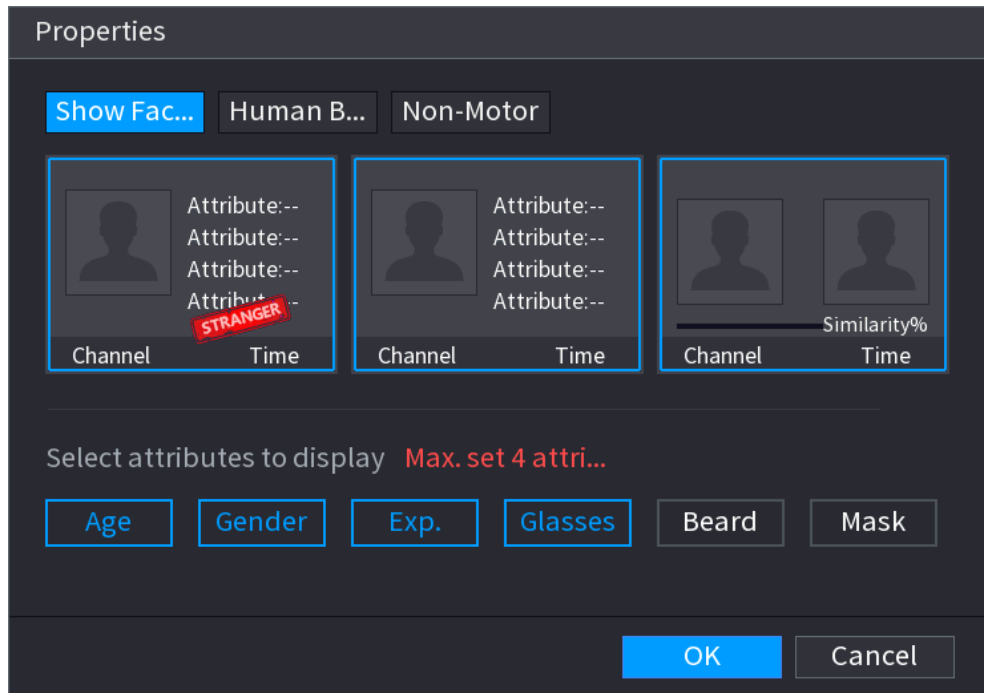 Properties
Show Fac... Human B... Non-Motor
Attribute:-- Attribute:--
Attribute:-- Attribute:--
Attribute:-- Attribute:--
Attribut --  Attribute:--
STRANGER Similarity%
Channel Time Channel Time Channel Time
Select attributes to display Max. set 4 attri...
Age Gender Exp. Glasses Beard Mask
OK Cancel